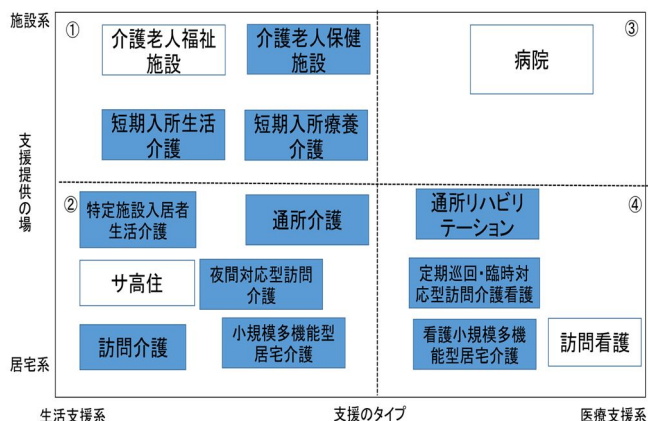 施設系
①
介護老人福祉
施設
介護老人保健
施設
③
病院
短期入所生活
介護
短期入所療養
介護
支援提供の場
②
特定施設入居者
生活介護
通所介護
通所リハビリ
テーション
④
サ高住
夜間対応型訪問
介護
定期巡回・臨時対
応型訪問介護看護
訪問介護
小規模多機能型
居宅介護
看護小規模多機
能型居宅介護
訪問看護
居宅系
生活支援系
支援のタイプ
医療支援系